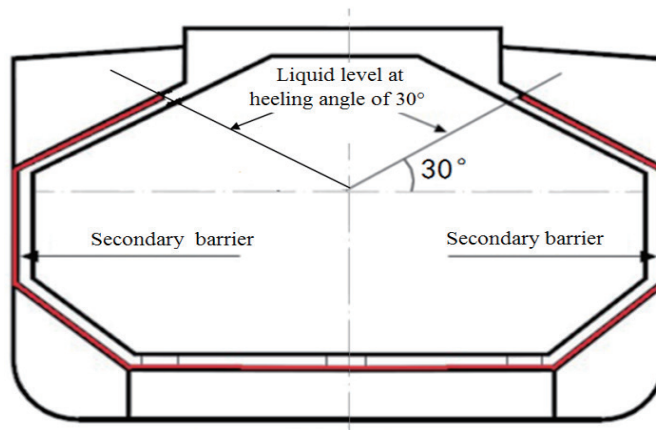 Liquid level at
heeling angle of 30°
30°
Secondary barrier
Secondary barrier